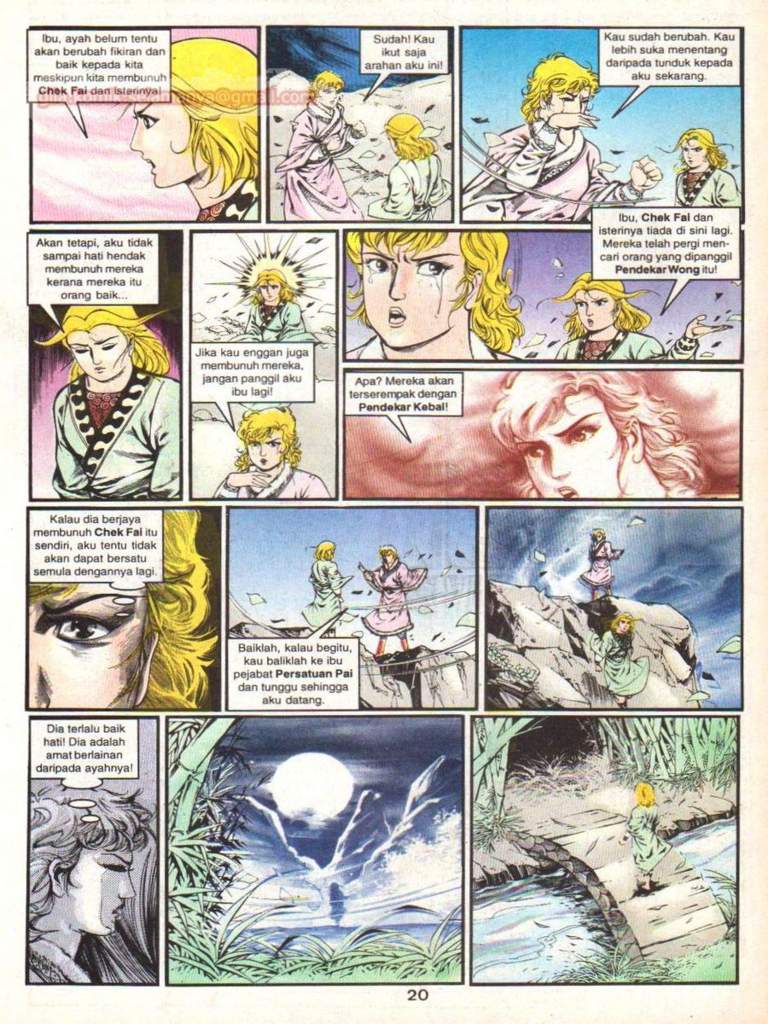 Ibu, ayah belum tentu
akan berubah fikiran dan
baik kepada kita
meskipun kita membunuh
Chek Fai dan isterinya!
Sudah! Kau
ikut saja
arahan aku ini!
Kau sudah berubah. Kau
lebih suka menentang
daripada tunduk kepada
aku sekarang.
Akan tetapi, aku tidak
sampai hati hendak
membunuh mereka
kerana mereka itu
orang baik...
Jika kau enggan juga
membunuh mereka,
jangan panggil aku
ibu lagi!
Ibu, Chek Fai dan
isterinya tiada di sini lagi.
Mereka telah pergi men-
cari orang yang dipanggil
Pendekar Wong itu!
Apa? Mereka akan
terserempak dengan
Pendekar Kebal!
Kalau dia berjaya
membunuh Chek Fai itu
sendiri, aku tentu tidak
akan dapat bersatu
semula dengannya lagi.
Baiklah, kalau begitu,
kau baliklah ke ibu
pejabat Persatuan Pai
dan tunggu sehingga
aku datang.
Dia terlalu baik
hati! Dia adalah
amat berlainan
daripada ayahnya!
20